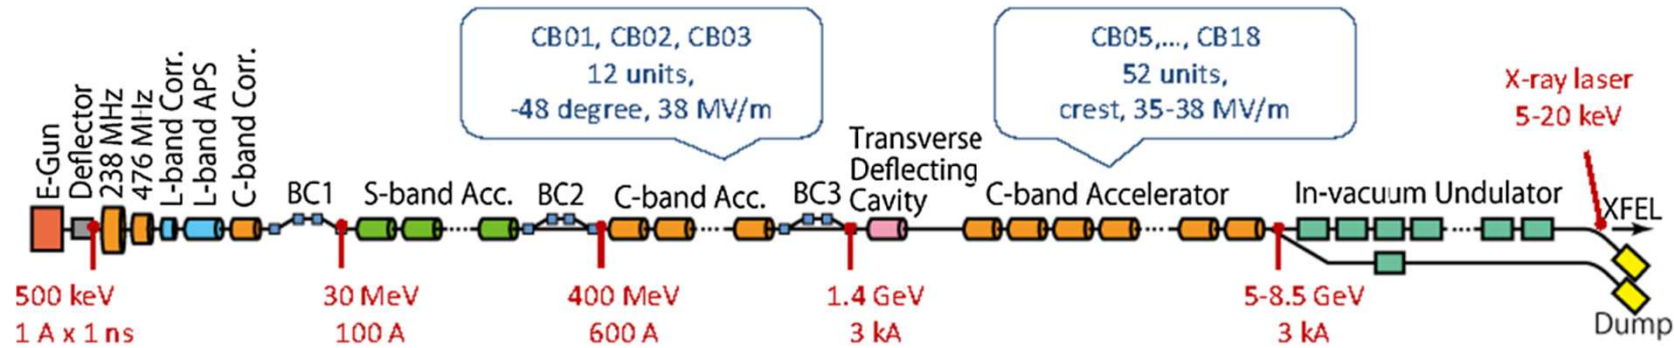 CB01, CB02, CB03
12 units,
-48 degree, 38 MV/m
CB05,..., CB18
52 units,
crest, 35-38 MV/m
X-ray laser
5-20 keV
E-Gun
Deflector
238 MHz
476 MHz
L-band Corr.
L-band APS
C-band Corr.
BC1
S-band Acc.
BC2
C-band Acc.
BC3
Transverse
Deflecting
Cavity
C-band Accelerator
In-vacuum Undulator
XFEL
500 keV
1 A x 1 ns
30 MeV
100 A
400 MeV
600 A
1.4 GeV
3 kA
5-8.5 GeV
3 kA
Dump